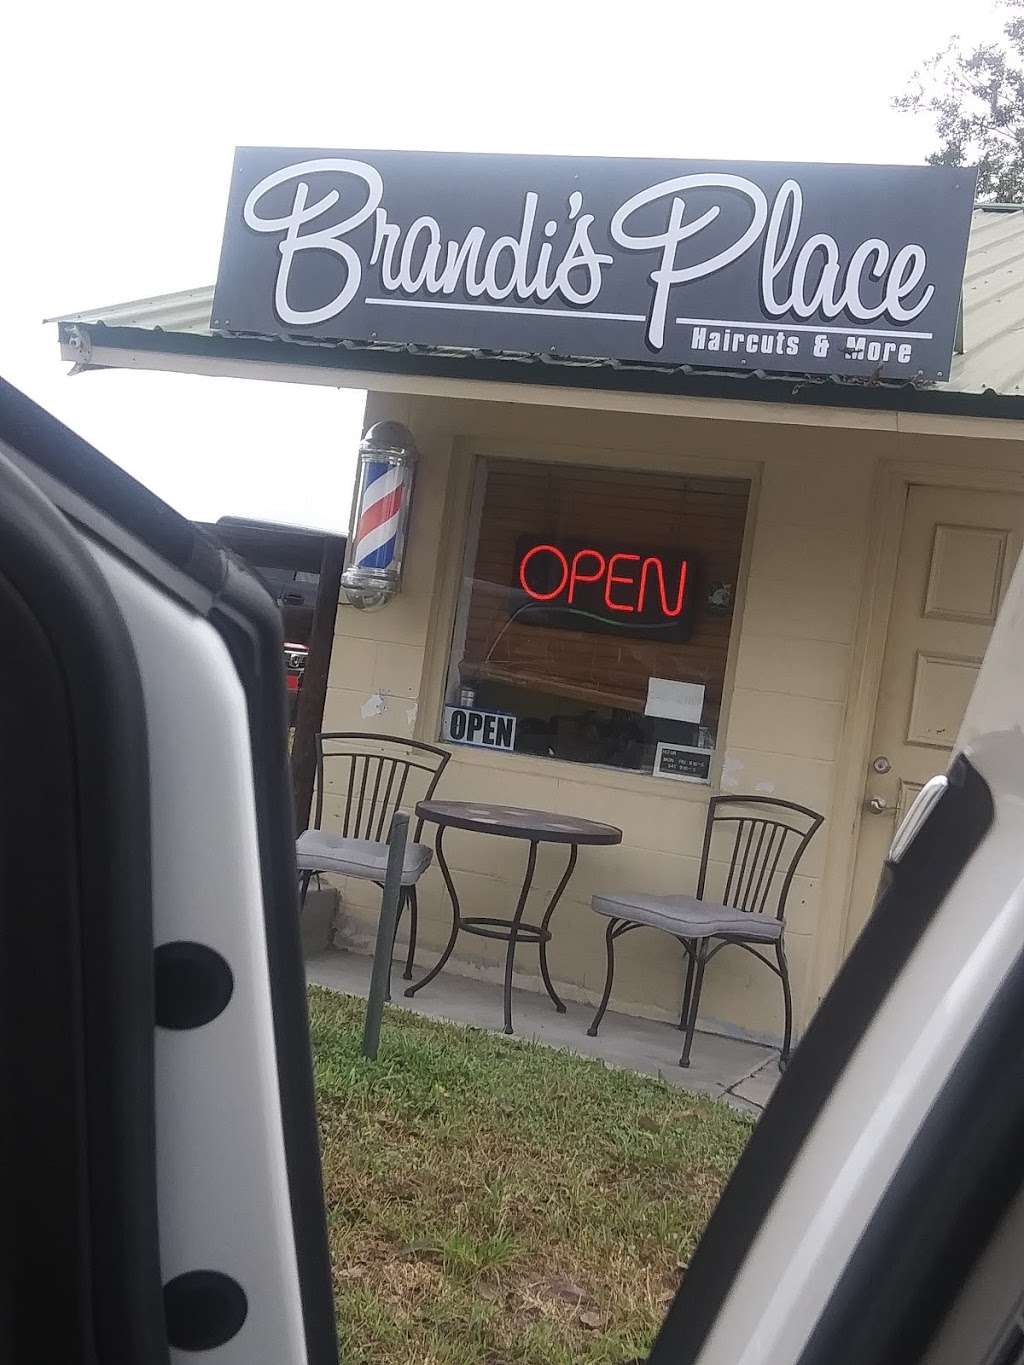 Brandi's Place
Haircuts & More
OPEN
OPEN